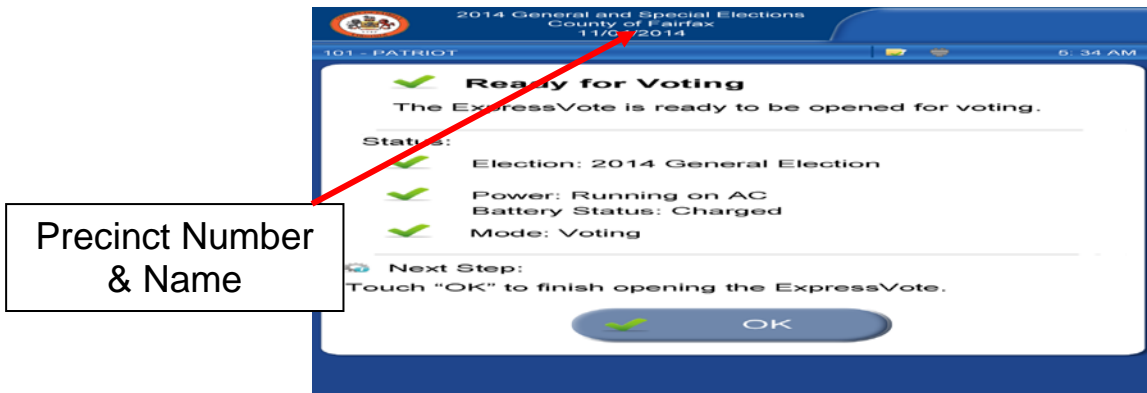 2014 General and Special Elections
County of Fairfax
2014
101 - PATRIOT
5: 34 AM
Ready for Voting
The ExpressVote is ready to be opened for voting.
Status:
Election: 2014 General Election
Power: Running on AC
Battery Status: Charged
Mode: Voting
Precinct Number
& Name
Next Step:
Touch “OK” to finish opening the ExpressVote.
OK